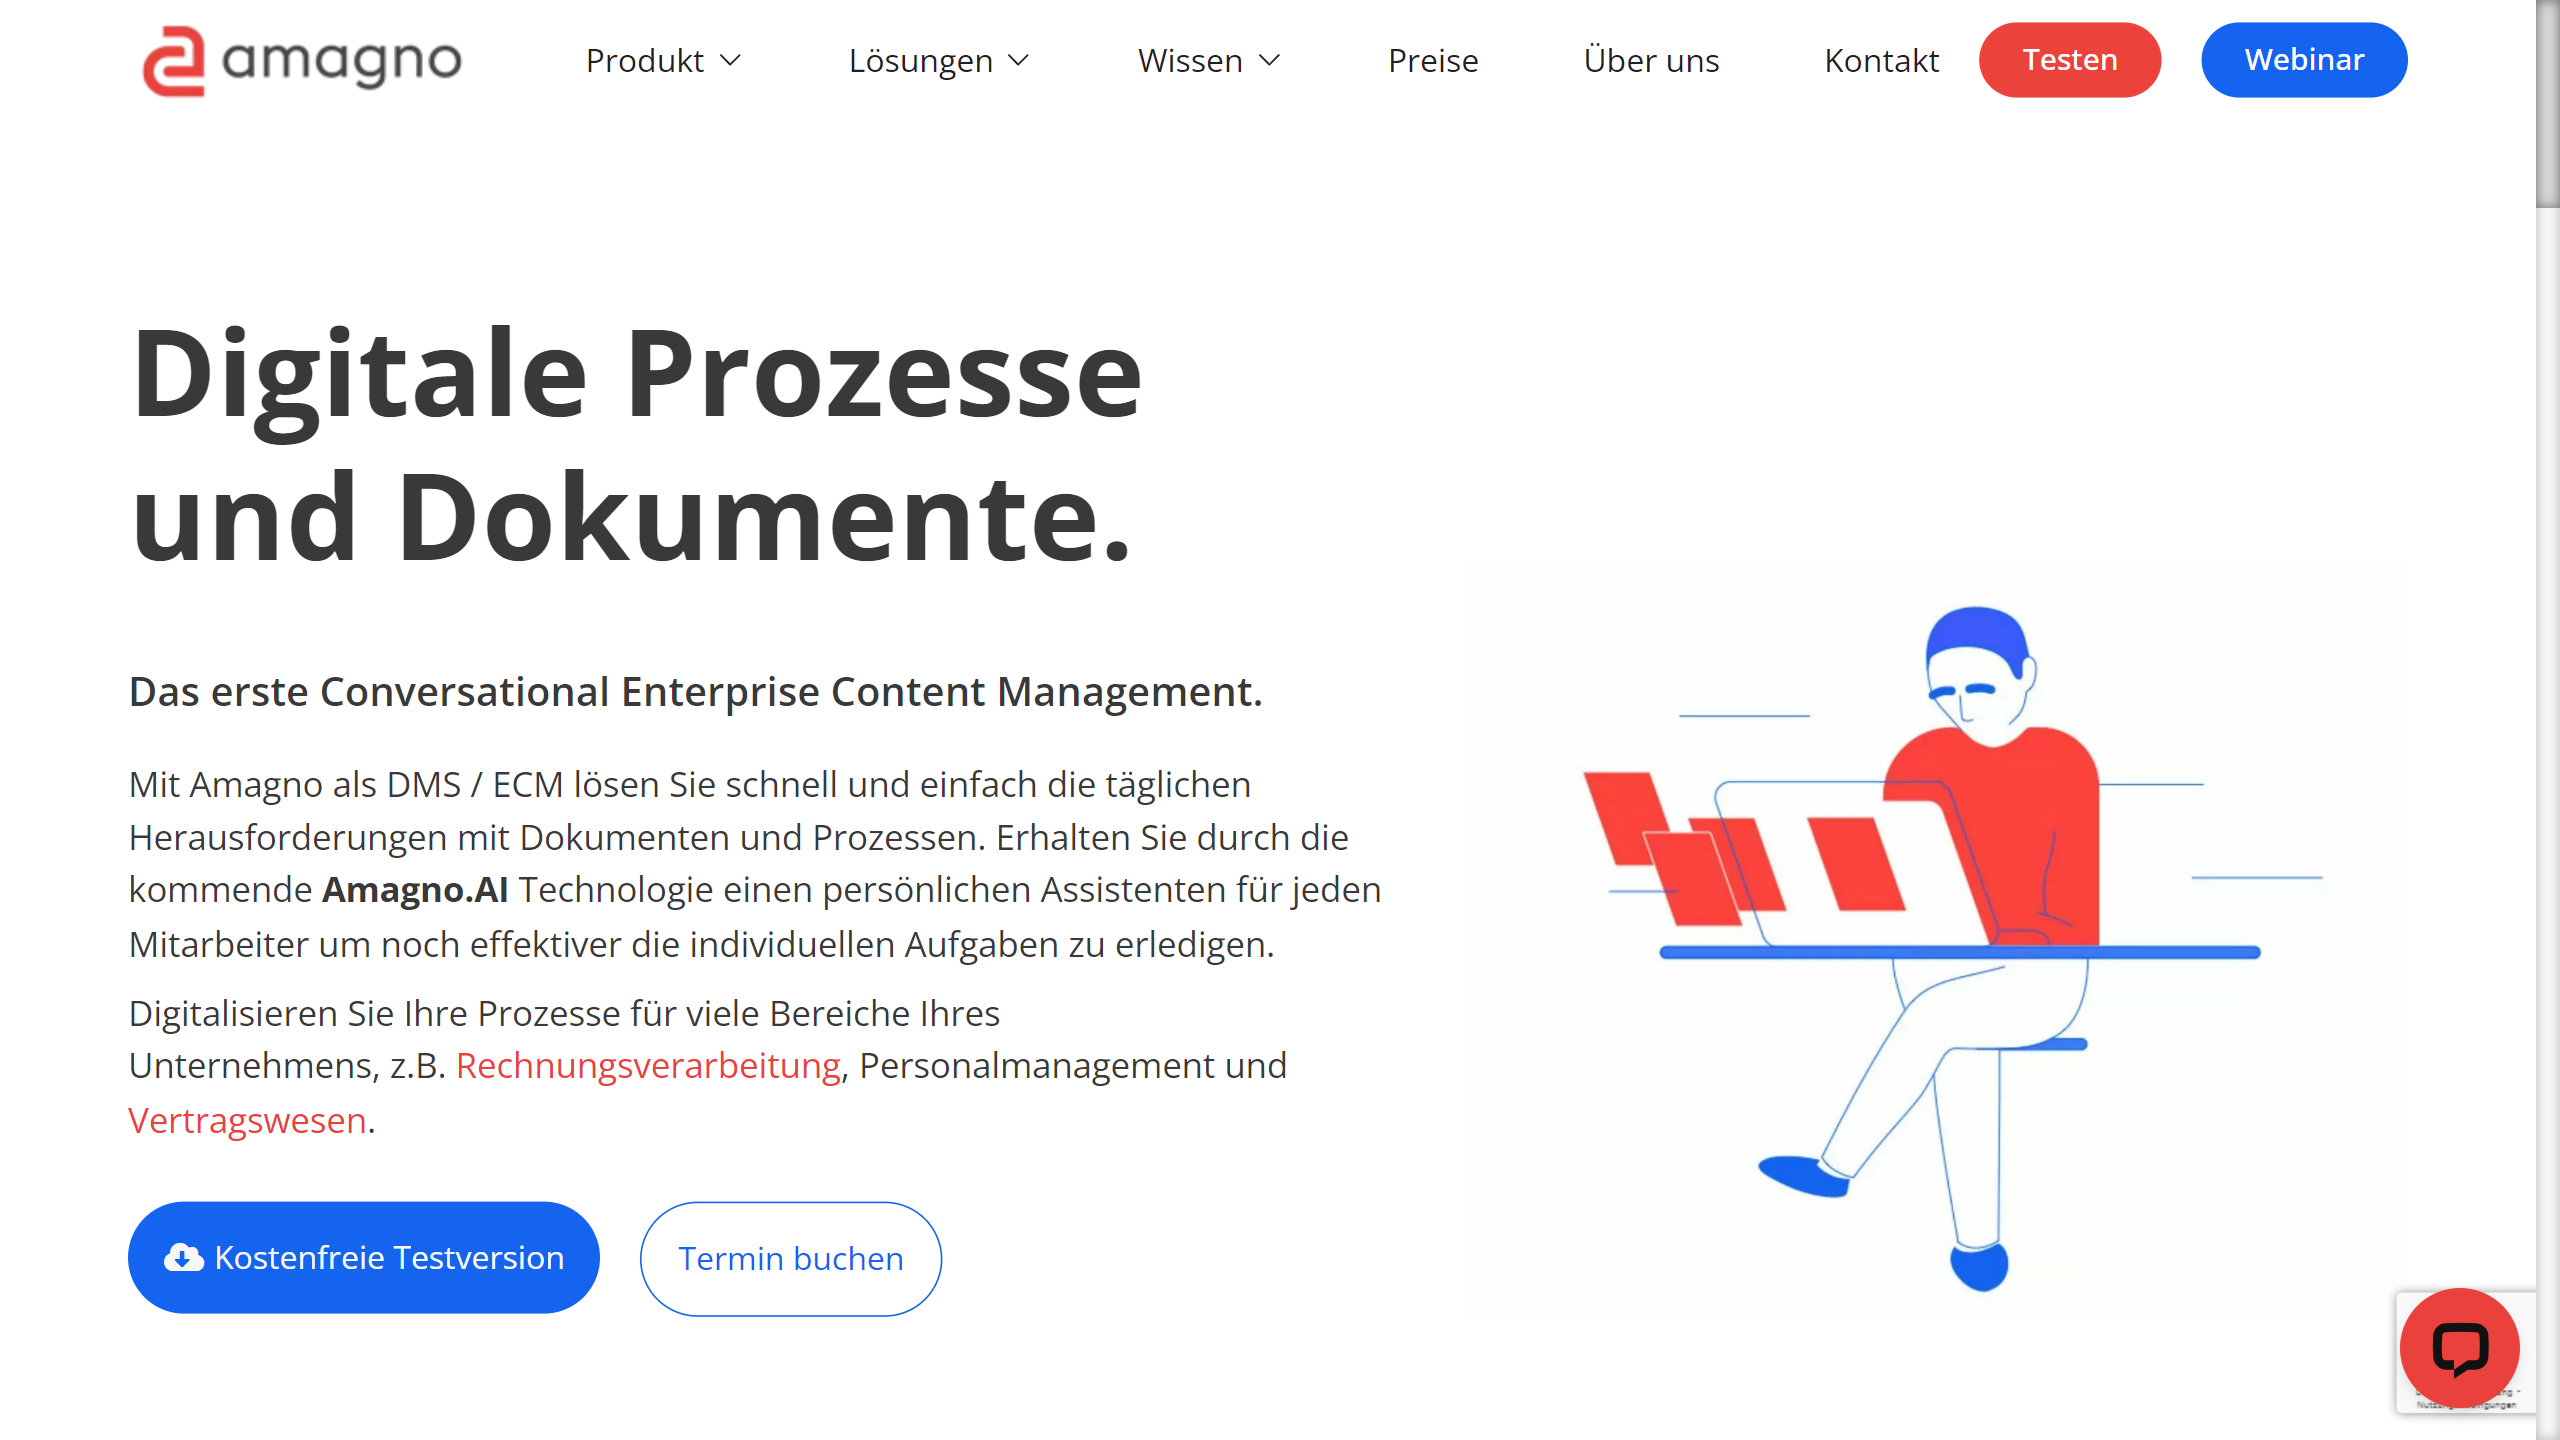 amagno
Produkt
Lösungen
Wissen
Preise
Über uns
Kontakt
Testen
Webinar
Digitale Prozesse
und Dokumente.
Das erste Conversational Enterprise Content Management.
Mit Amagno als DMS / ECM lösen Sie schnell und einfach die täglichen
Herausforderungen mit Dokumenten und Prozessen. Erhalten Sie durch die
kommende Amagno.AI Technologie einen persönlichen Assistenten für jeden
Mitarbeiter um noch effektiver die individuellen Aufgaben zu erledigen.
Digitalisieren Sie Ihre Prozesse für viele Bereiche Ihres
Unternehmens, z.B. Rechnungsverarbeitung, Personalmanagement und
Vertragswesen.
Kostenfreie Testversion
Termin buchen